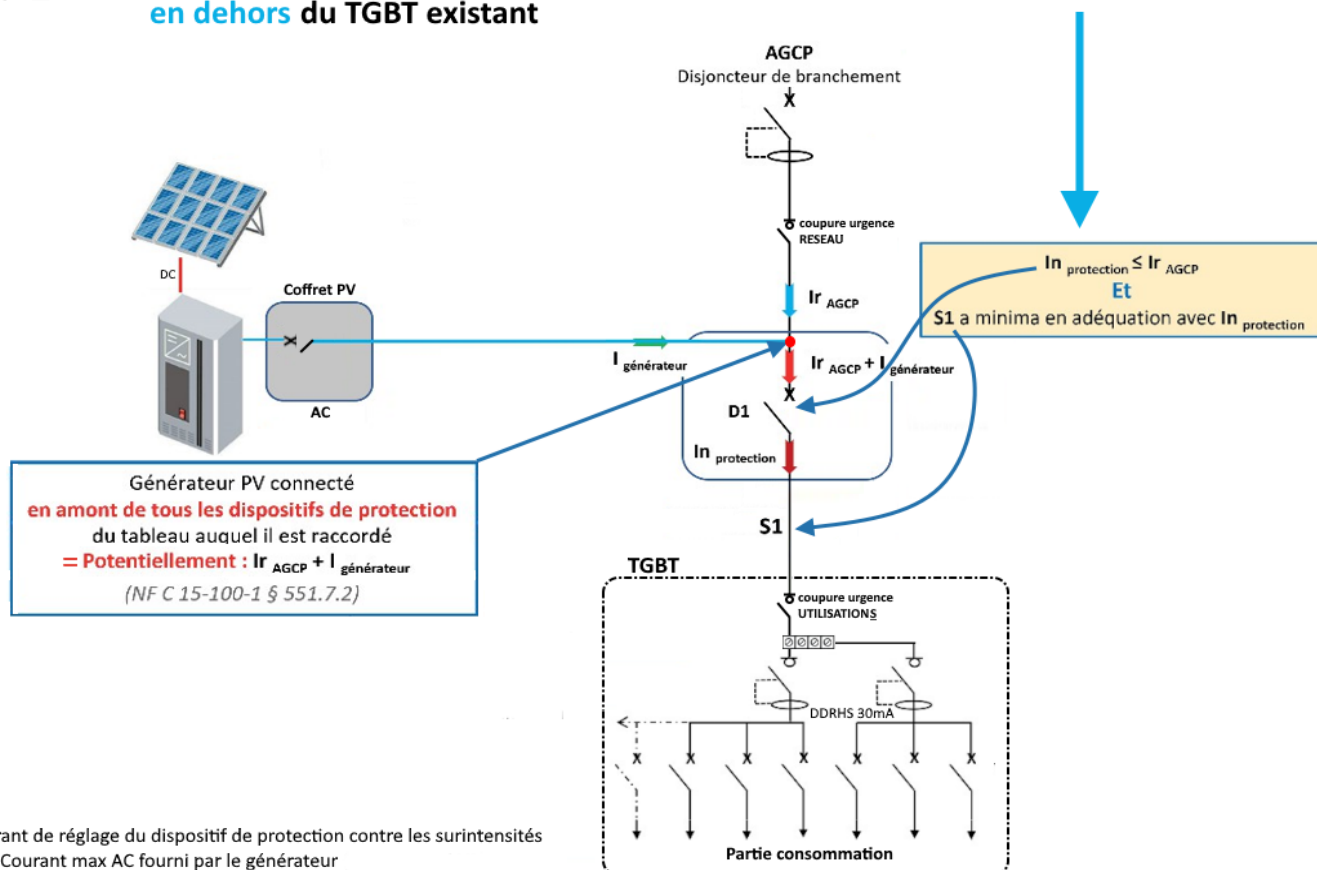 en dehors du TGBT existant
AGCP
Disjoncteur de branchement
coupure urgence
RESEAU
DC
Coffret PV
Ir AGCP
In protection ≤ Ir AGCP
Et
S1 a minima en adéquation avec In protection
I générateur
Ir AGCP + I générateur
AC
D1
In protection
Générateur PV connecté
en amont de tous les dispositifs de protection
du tableau auquel il est raccordé
= Potentiellement : Ir AGCP + I générateur
(NF C 15-100-1 § 551.7.2)
S1
TGBT
coupure urgence
UTILISATIONS
DDRHS 30mA
rant de réglage du dispositif de protection contre les surintensités
Courant max AC fourni par le générateur
Partie consommation